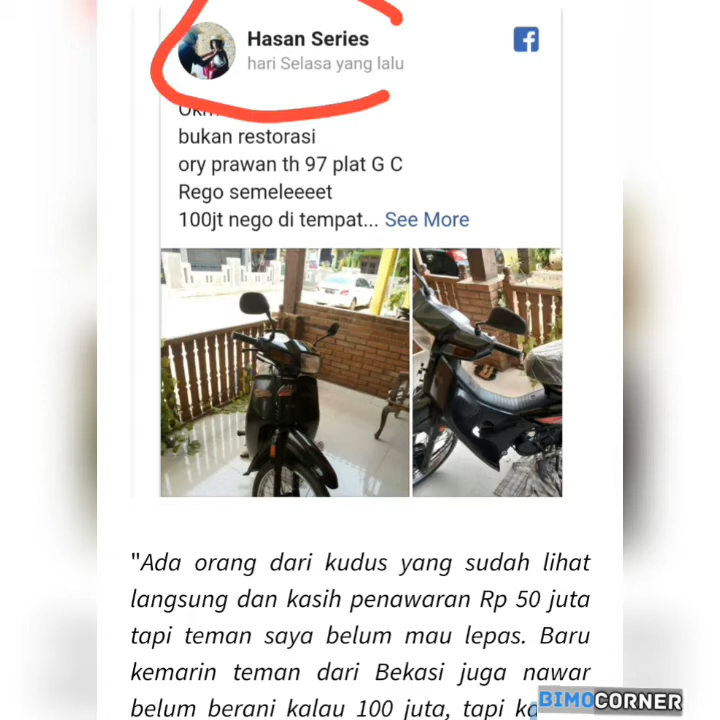 Hasan Series
hari Selasa yang lalu
bukan restorasi
ory prawan th 97 plat G C
Rego semeleeeet
100jt nego di tempat... See More
"Ada orang dari kudus yang sudah lihat
langsung dan kasih penawaran Rp 50 juta
tapi teman saya belum mau lepas. Baru
kemarin teman dari Bekasi juga nawar
belum berani kalau 100 juta, tapi
BIMOCORNER